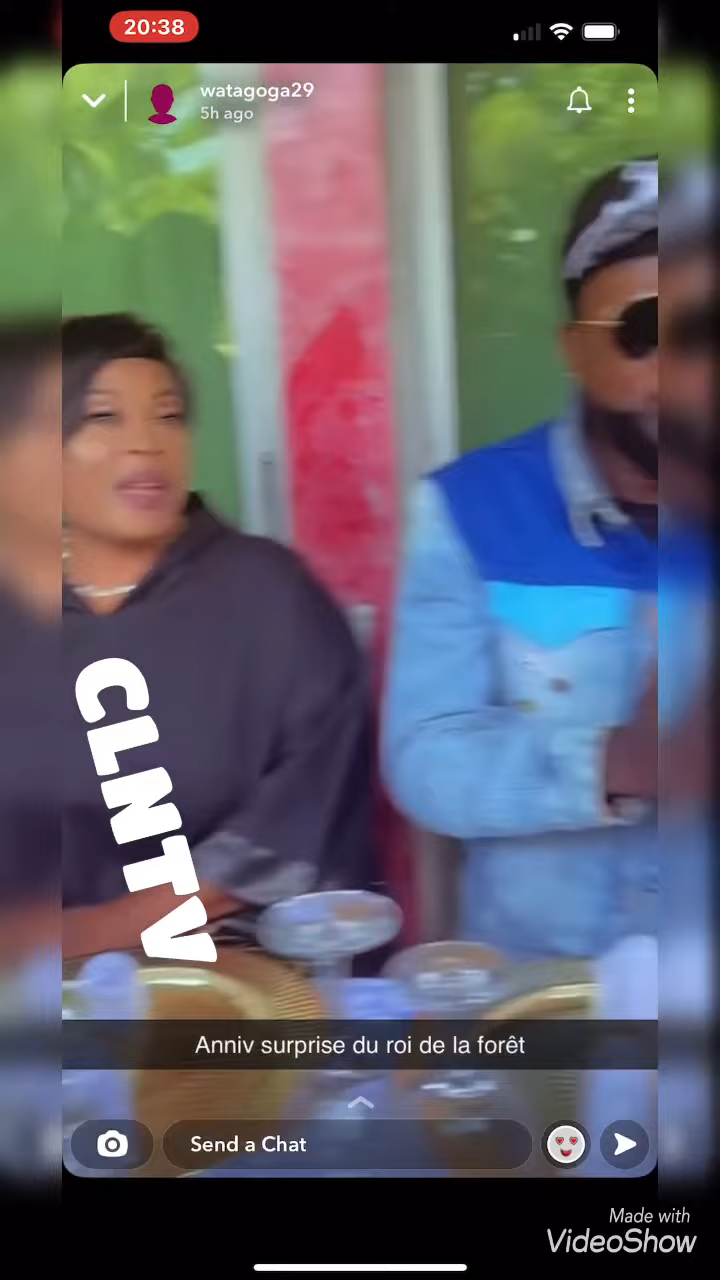 20:38
watagoga29
5h ago
CLNTV
Anniv surprise du roi de la forêt
Send a Chat
Made with
VideoShow